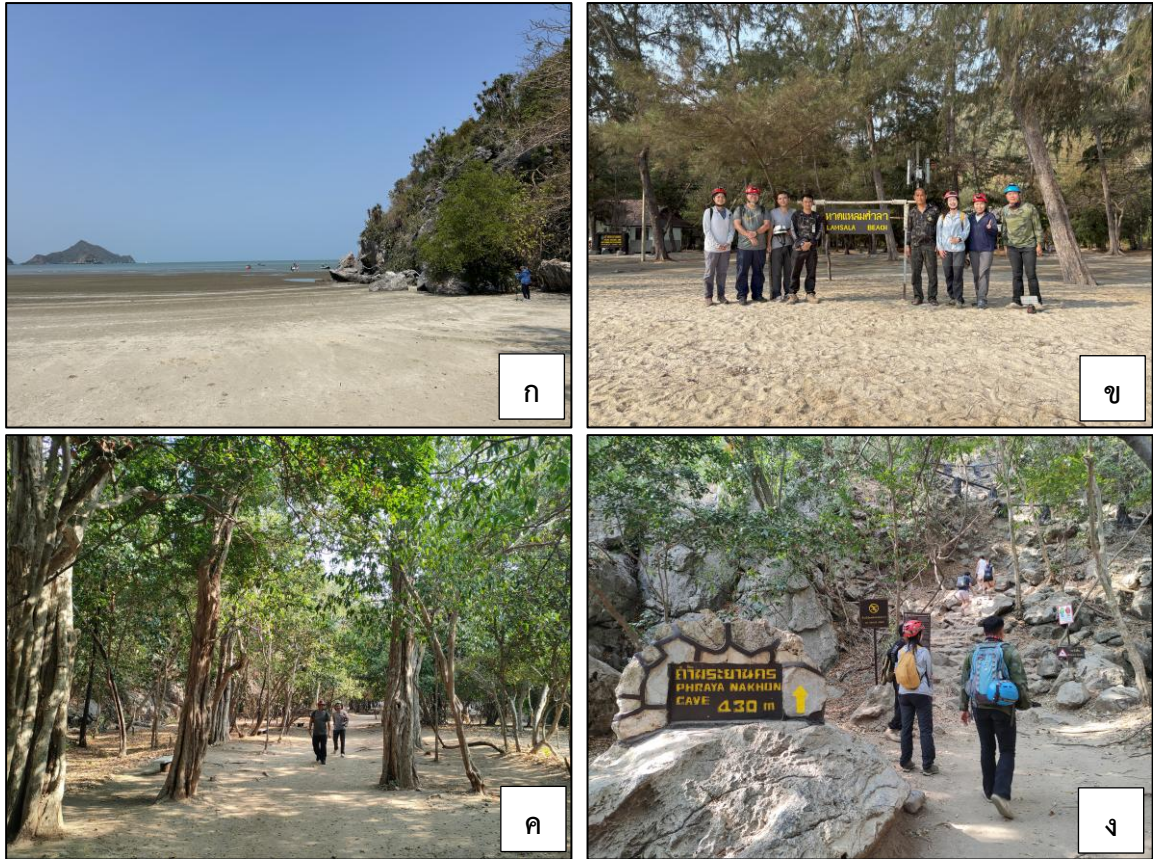 ก
หาดแหลมศาลา
LAHSALA BEACH
ข
ค
ถ้ำพระยานคร
PHRAYA NAKHON
CAVE 430 m
ง